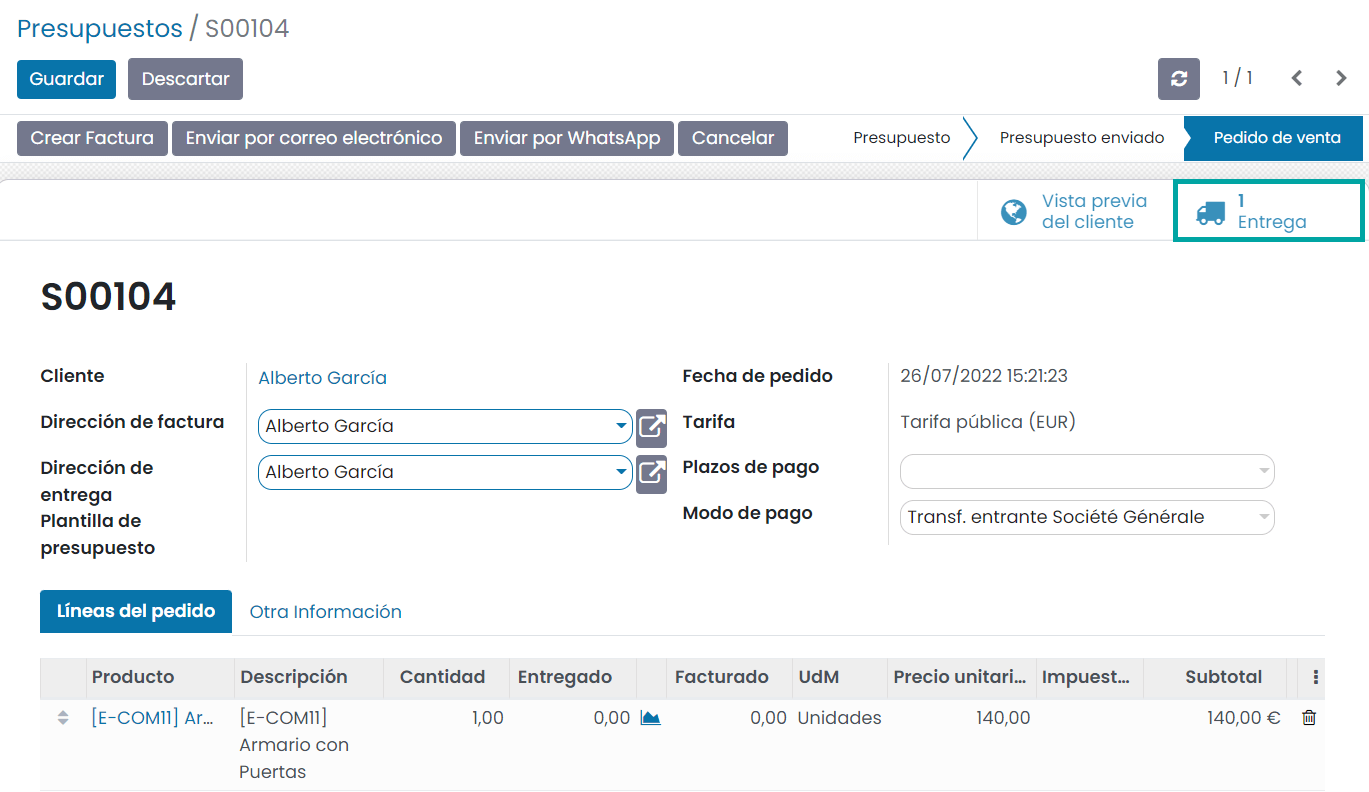 Presupuestos / S00104
Guardar Descartar 1 / 1
Crear Factura Enviar por correo electrónico Enviar por WhatsApp Cancelar Presupuesto Presupuesto enviado Pedido de venta
Vista previa
del cliente
1
Entrega
S00104
Cliente Alberto García
Dirección de factura Alberto García
Dirección de
entrega
Alberto García
Plantilla de
presupuesto
Fecha de pedido 26/07/2022 15:21:23
Tarifa Tarifa pública (EUR)
Plazos de pago
Modo de pago Transf. entrante Société Générale
Líneas del pedido Otra Información
Producto Descripción Cantidad Entregado Facturado UdM Precio unitari... Impuest... Subtotal
[E-COM11] Ar... [E-COM11] 1,00 0,00 0,00 Unidades 140,00 140,00 €
Armario con
Puertas